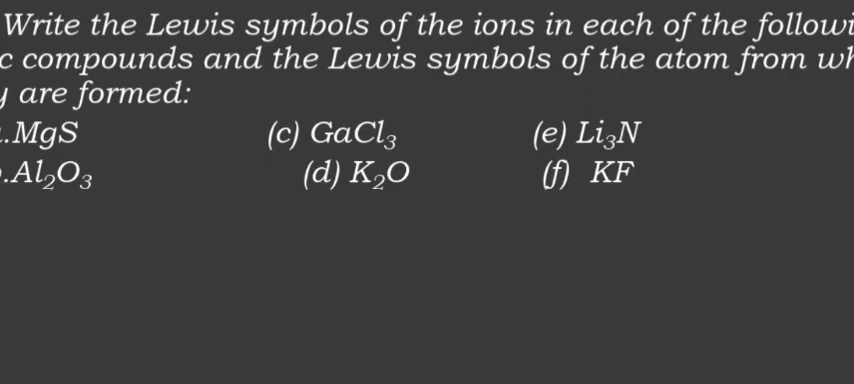 Write the Lewis symbols of the ions in each of the followi
c compounds and the Lewis symbols of the atom from wh
y are formed:
.MgS (c) GaCl₃ (e) Li₃N
.Al₂O₃ (d) K₂O (f) KF